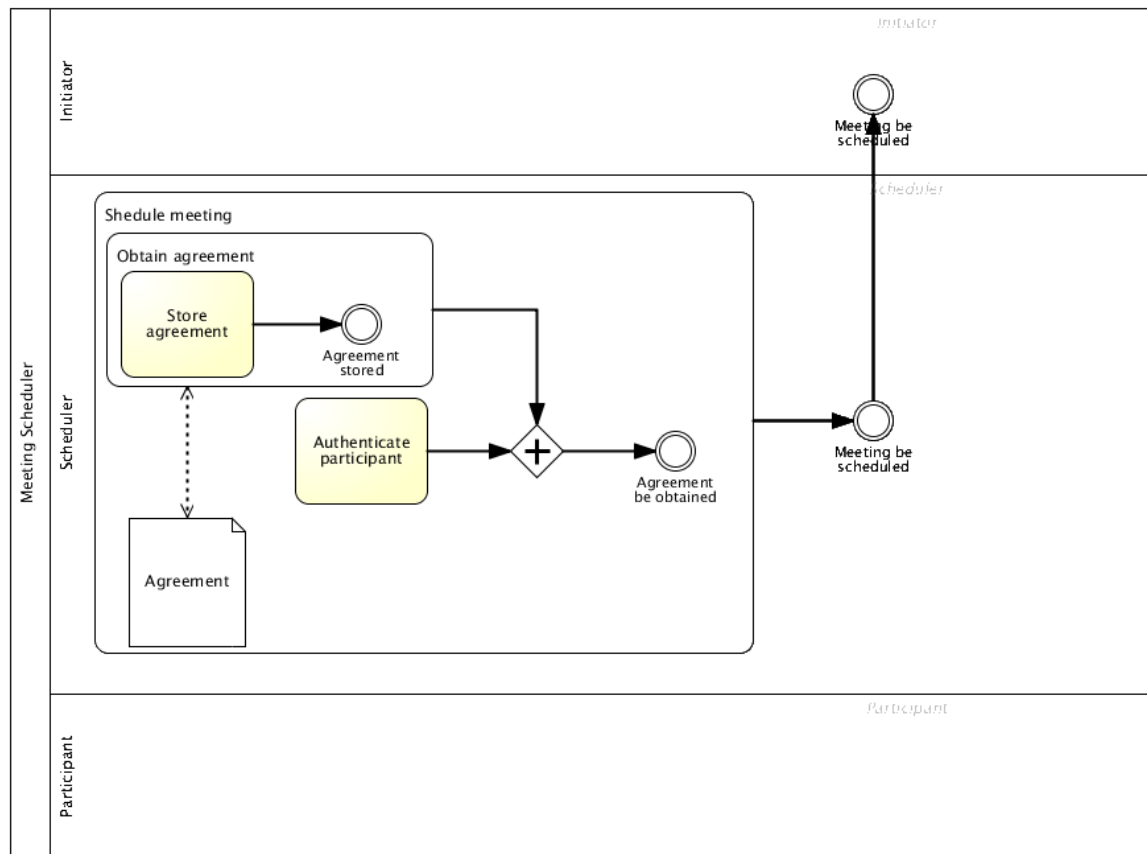 Meeting Scheduler
Initiator
Initiator
Meeting be
scheduled
Scheduler
Scheduler
Shedule meeting
Obtain agreement
Store
agreement
Agreement
stored
Authenticate
participant
Agreement
be obtained
Meeting be
scheduled
Agreement
Participant
Participant